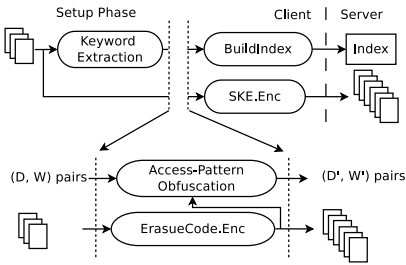 Setup Phase
Client
Server
Keyword
Extraction
BuildIndex
Index
SKE.Enc
(D, W) pairs
Access-Pattern
Obfuscation
(D', W') pairs
ErasueCode.Enc